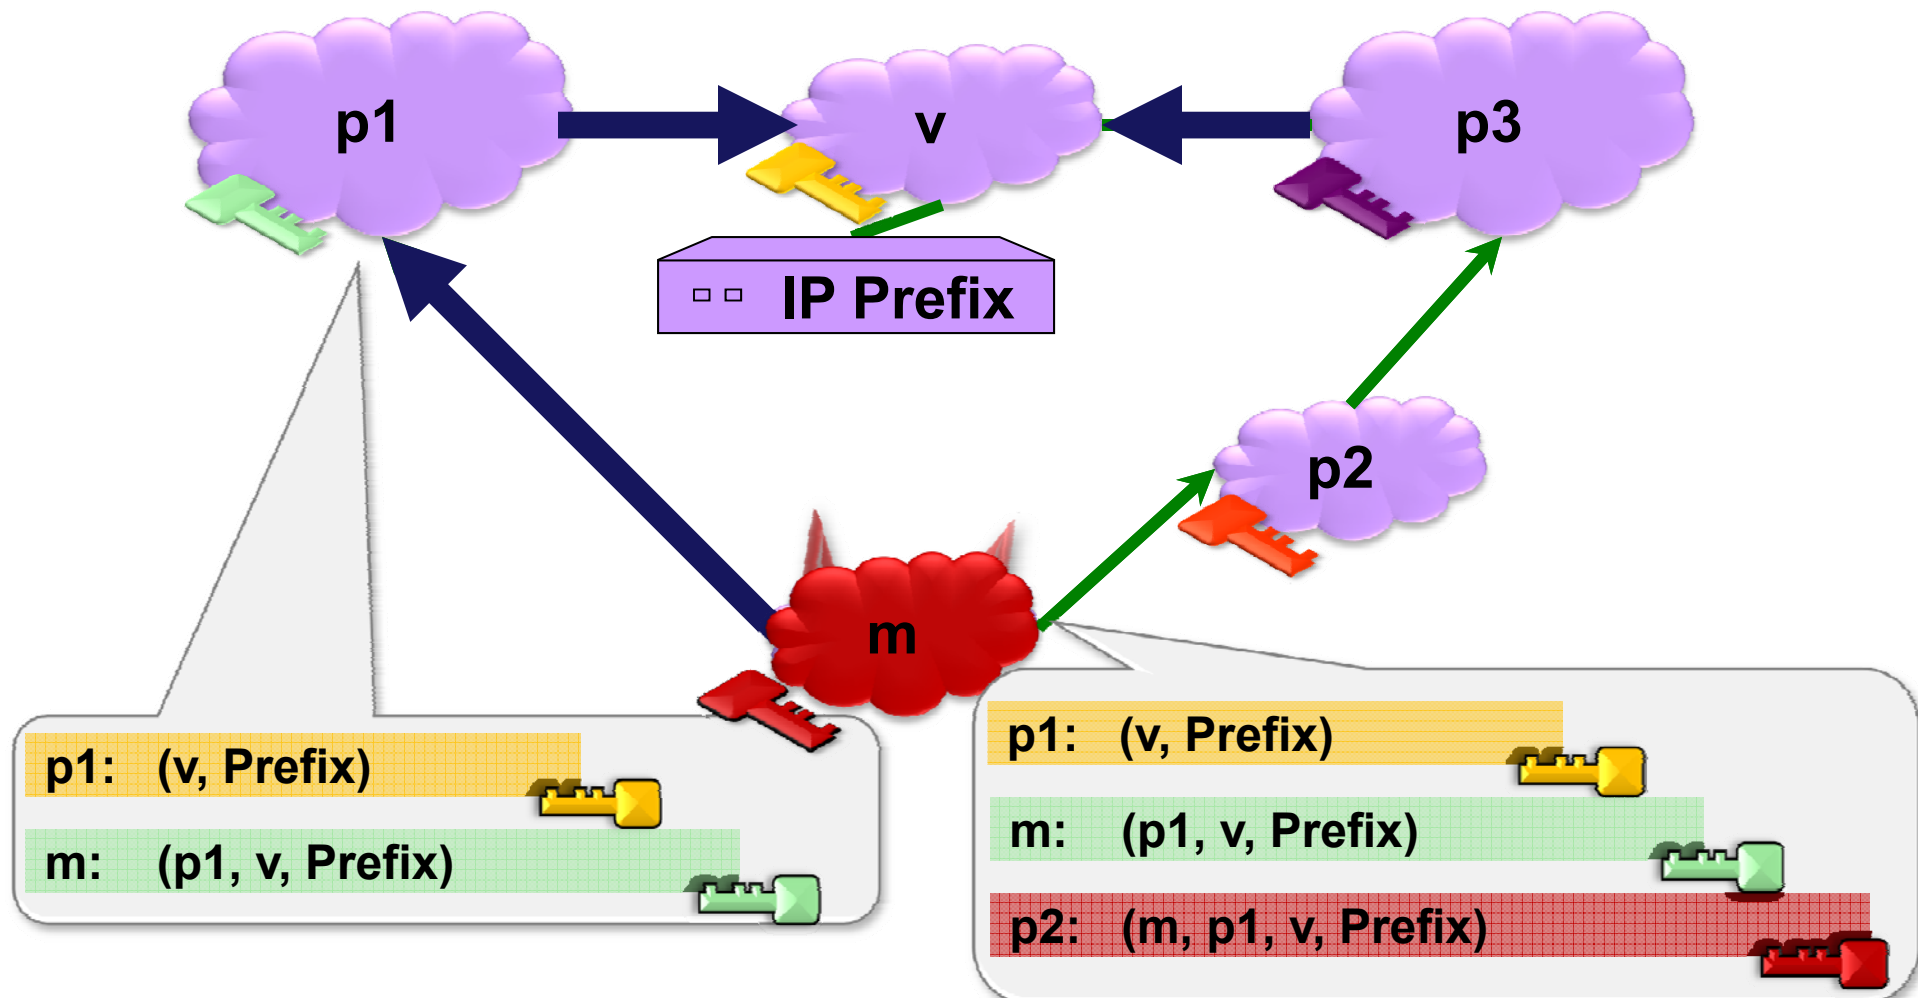 p1
v
p3
▫▫ IP Prefix
p2
m
p1: (v, Prefix)
m: (p1, v, Prefix)
p1: (v, Prefix)
m: (p1, v, Prefix)
p2: (m, p1, v, Prefix)